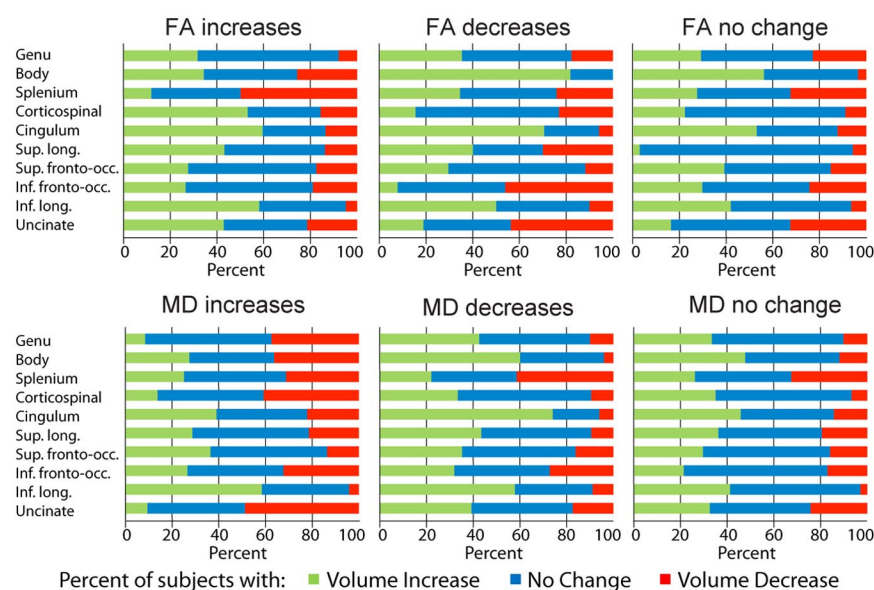 FA increases FA decreases FA no change
Genu
Body
Splenium
Corticospinal
Cingulum
Sup. long.
Sup. fronto-occ.
Inf. fronto-occ.
Inf. long.
Uncinate
0 20 40 60 80 100 0 20 40 60 80 100 0 20 40 60 80 100
Percent Percent Percent
MD increases MD decreases MD no change
Genu
Body
Splenium
Corticospinal
Cingulum
Sup. long.
Sup. fronto-occ.
Inf. fronto-occ.
Inf. long.
Uncinate
0 20 40 60 80 100 0 20 40 60 80 100 0 20 40 60 80 100
Percent Percent Percent
Percent of subjects with: Volume Increase No Change Volume Decrease